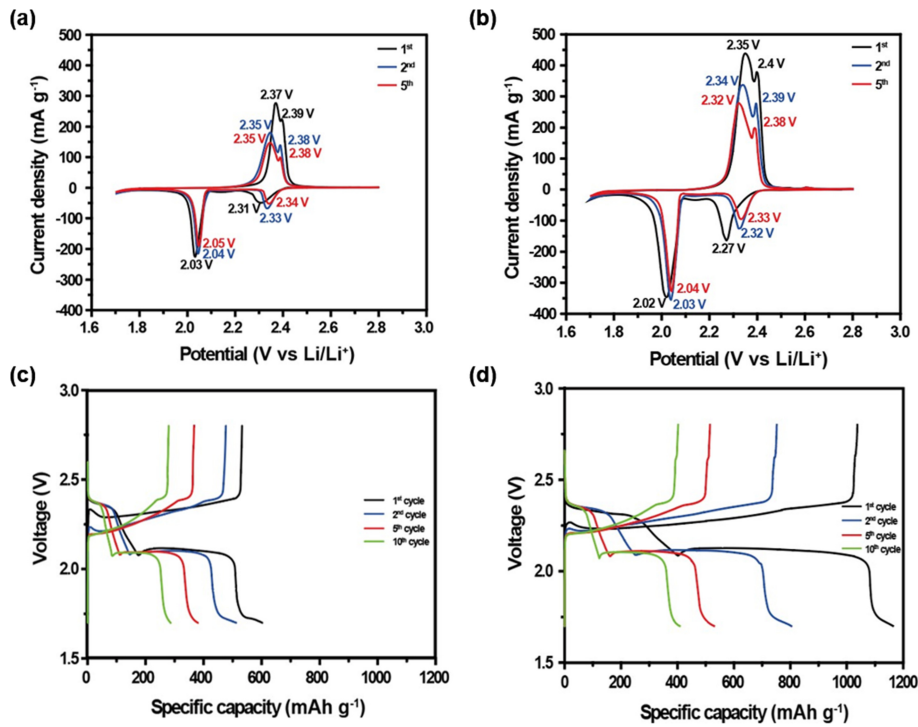 (a)
500
400
300
200
100
0
-100
-200
-300
-400
1.6 1.8 2.0 2.2 2.4 2.6 2.8 3.0
Current density (mA g⁻¹)
Potential (V vs Li/Li⁺)
1st
2nd
5th
2.37 V
2.39 V
2.35 V
2.38 V
2.35 V
2.38 V
2.34 V
2.31 V
2.33 V
2.05 V
2.04 V
2.03 V
(b)
500
400
300
200
100
0
-100
-200
-300
-400
1.6 1.8 2.0 2.2 2.4 2.6 2.8 3.0
Current density (mA g⁻¹)
Potential (V vs Li/Li⁺)
1st
2nd
5th
2.35 V
2.4 V
2.34 V
2.39 V
2.32 V
2.38 V
2.33 V
2.32 V
2.27 V
2.04 V
2.02 V
2.03 V
(c)
3.0
2.5
2.0
1.5
0 200 400 600 800 1000 1200
Voltage (V)
Specific capacity (mAh g⁻¹)
1st cycle
2nd cycle
5th cycle
10th cycle
(d)
3.0
2.5
2.0
1.5
0 200 400 600 800 1000 1200
Voltage (V)
Specific capacity (mAh g⁻¹)
1st cycle
2nd cycle
5th cycle
10th cycle